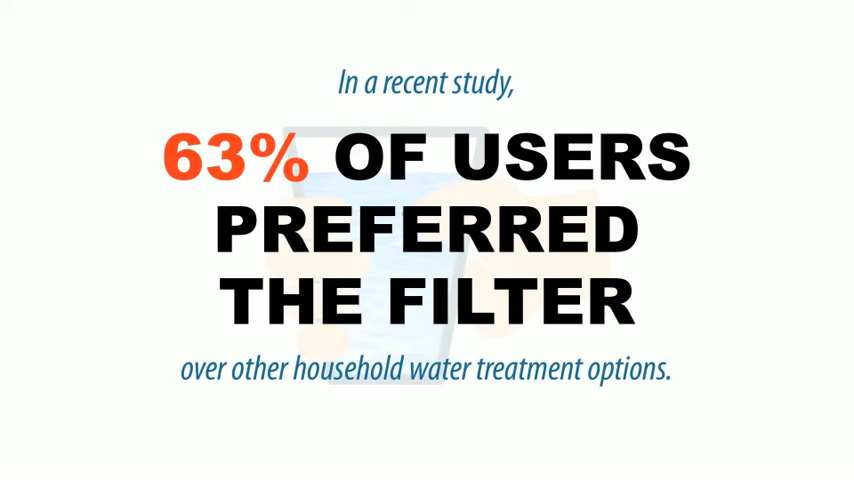 In a recent study,
63% OF USERS
PREFERRED
THE FILTER
over other household water treatment options.